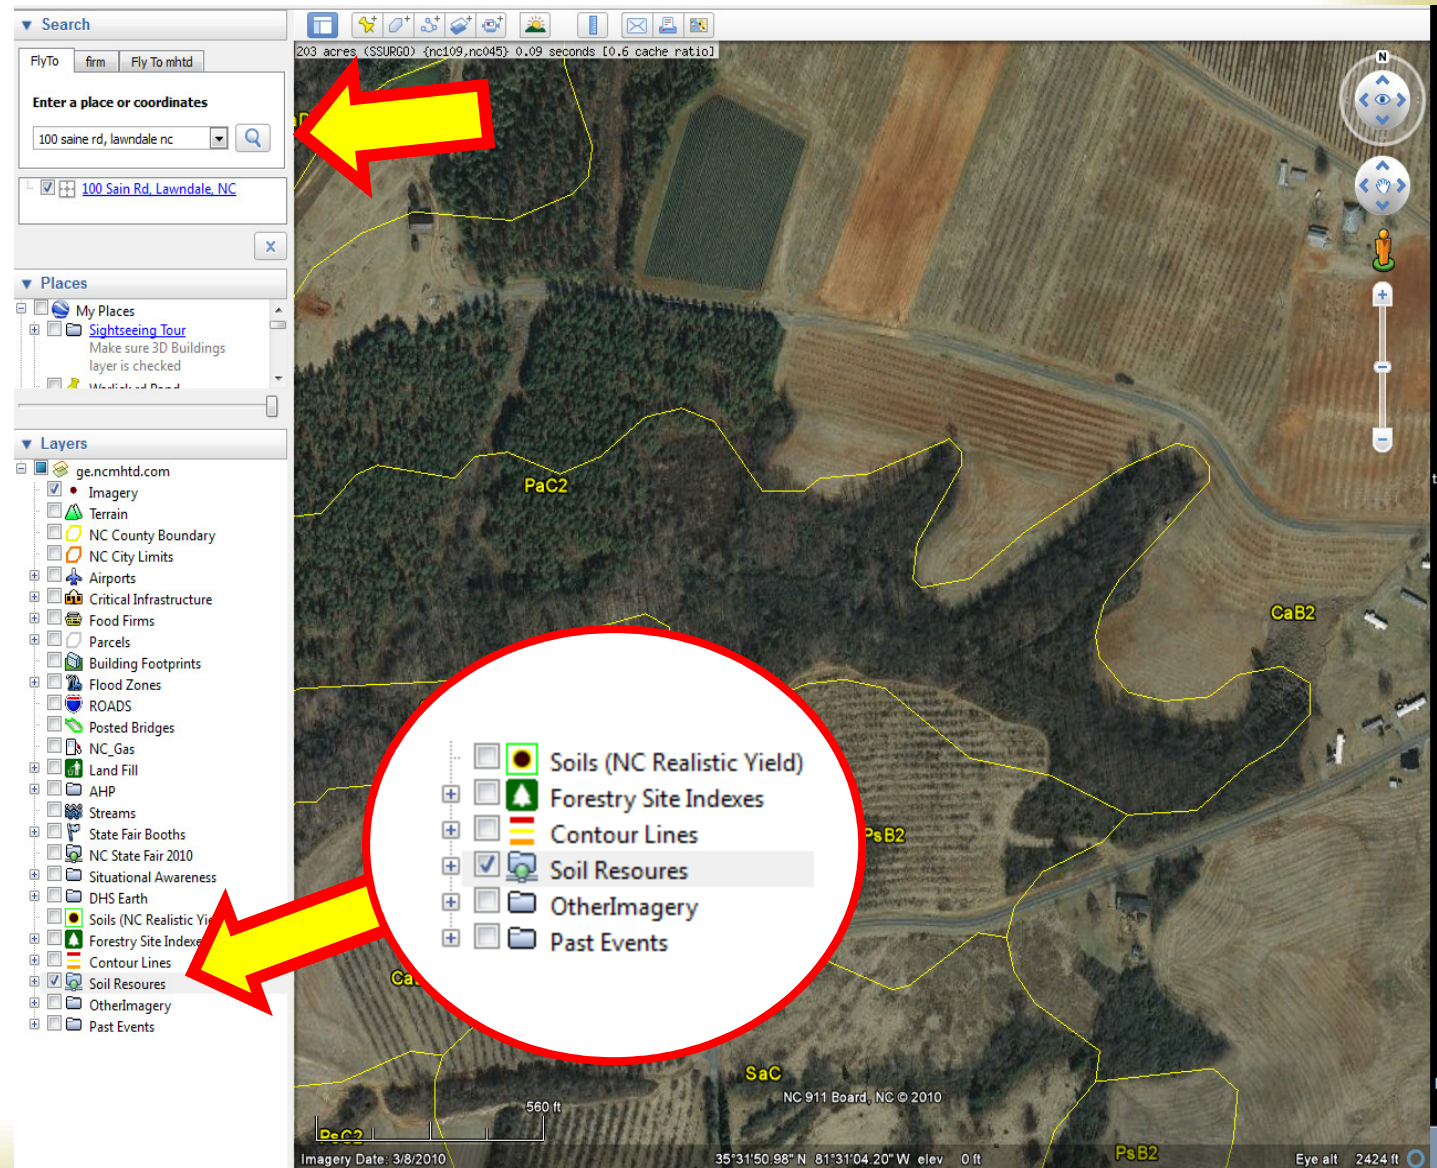 Search
FlyTo firm Fly To mhtd
Enter a place or coordinates
100 saine rd, lawndale nc
100 Sain Rd, Lawndale, NC
Places
My Places
Sightseeing Tour
Make sure 3D Buildings
layer is checked
Layers
ge.ncmhtd.com
Imagery
Terrain
NC County Boundary
NC City Limits
Airports
Critical Infrastructure
Food Firms
Parcels
Building Footprints
Flood Zones
ROADS
Posted Bridges
NC_Gas
Land Fill
AHP
Streams
State Fair Booths
NC State Fair 2010
Situational Awareness
DHS Earth
Soils (NC Realistic Yi
Forestry Site Indexe
Contour Lines
Soil Resoures
OtherImagery
Past Events
203 acres (SSURGO) {nc109,nc045} 0.09 seconds [0.6 cache ratio]
N
PaC2
CaB2
Soils (NC Realistic Yield)
Forestry Site Indexes
Contour Lines
Soil Resoures
OtherImagery
Past Events
PsB2
Ca
SaC
NC 911 Board, NC © 2010
560 ft
PsC2
PsB2
Imagery Date: 3/8/2010
35°31'50.98" N 81°31'04.20" W elev 0 ft
Eye alt 2424 ft